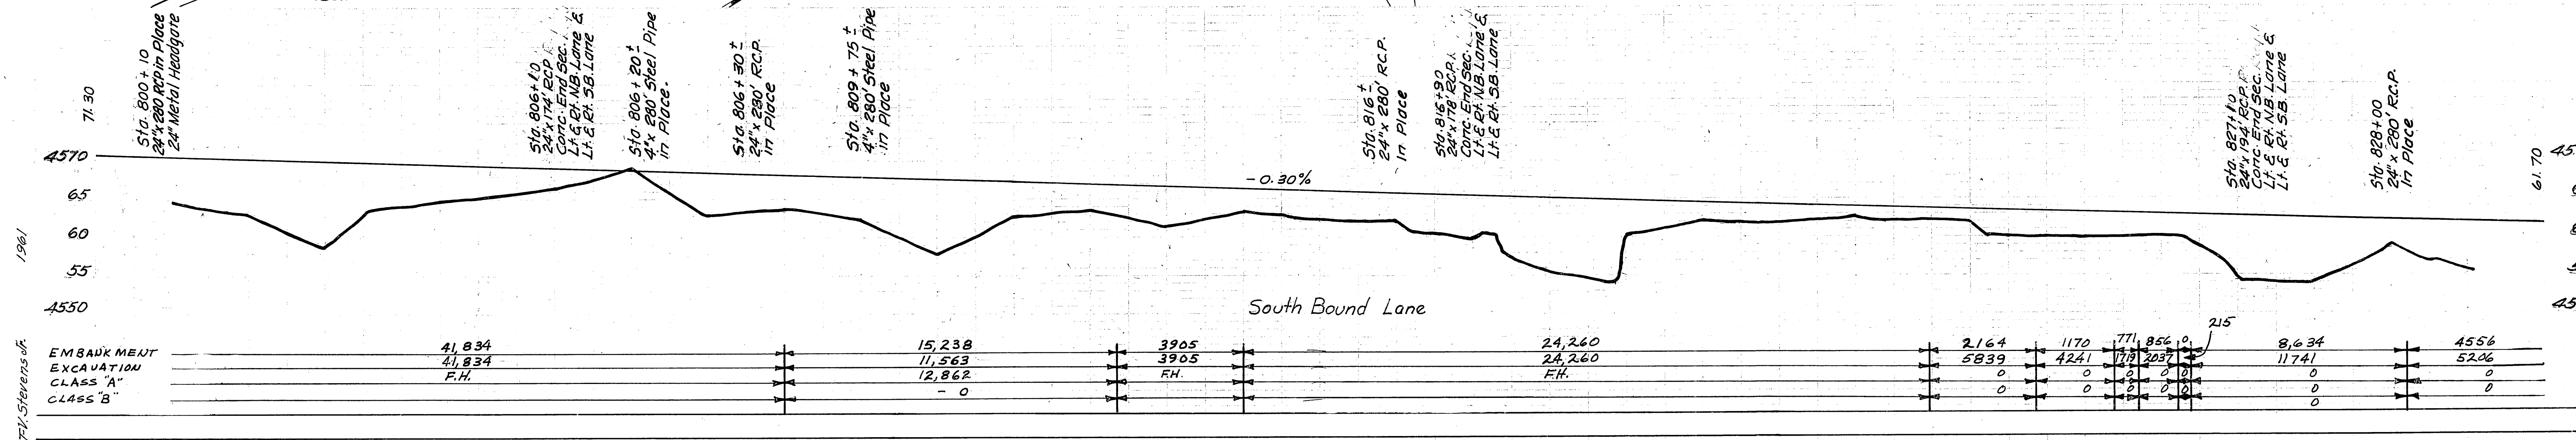 71.30
Sta. 800+10
24"x 280 RCP in Place
24" Metal Headgate
Sta. 806+10
24"x 174' RCP
Conc. End Sec.
Lt. & Rt. N.B. Lane &
Lt. & Rt. S.B. Lane
Sta. 806+20 ±
4"x 280' Steel Pipe
in Place.
Sta. 806+30 ±
24"x 280' R.C.P.
in Place
Sta. 809+75 ±
4"x 280' Steel Pipe
in Place
Sta. 816 ±
24"x 280' R.C.P.
In Place
Sta. 816+90
24"x 178' R.C.P.
Conc. End Sec.
Lt. & Rt. N.B. Lane &
Lt. & Rt. S.B. Lane
Sta. 827+10
24"x 194' R.C.P.
Conc. End Sec.
Lt. & Rt. N.B. Lane &
Lt. & Rt. S.B. Lane
Sta. 828+00
24"x 280' R.C.P.
In Place
61.70
4570
65
60
55
4550
-0.30%
South Bound Lane
1961
T.V. Stevens Jr.
215
EMBANKMENT 41,834 15,238 3905 24,260 2164 1170 771 856 0 8,634 4556
EXCAVATION 41,834 11,563 3905 24,260 5839 4241 1719 2037 11741 5206
CLASS "A" F.H. 12,862 F.H. F.H. 0 0 0 0 0 0 0
CLASS "B" - 0 0 0 0 0 0 0 0
0